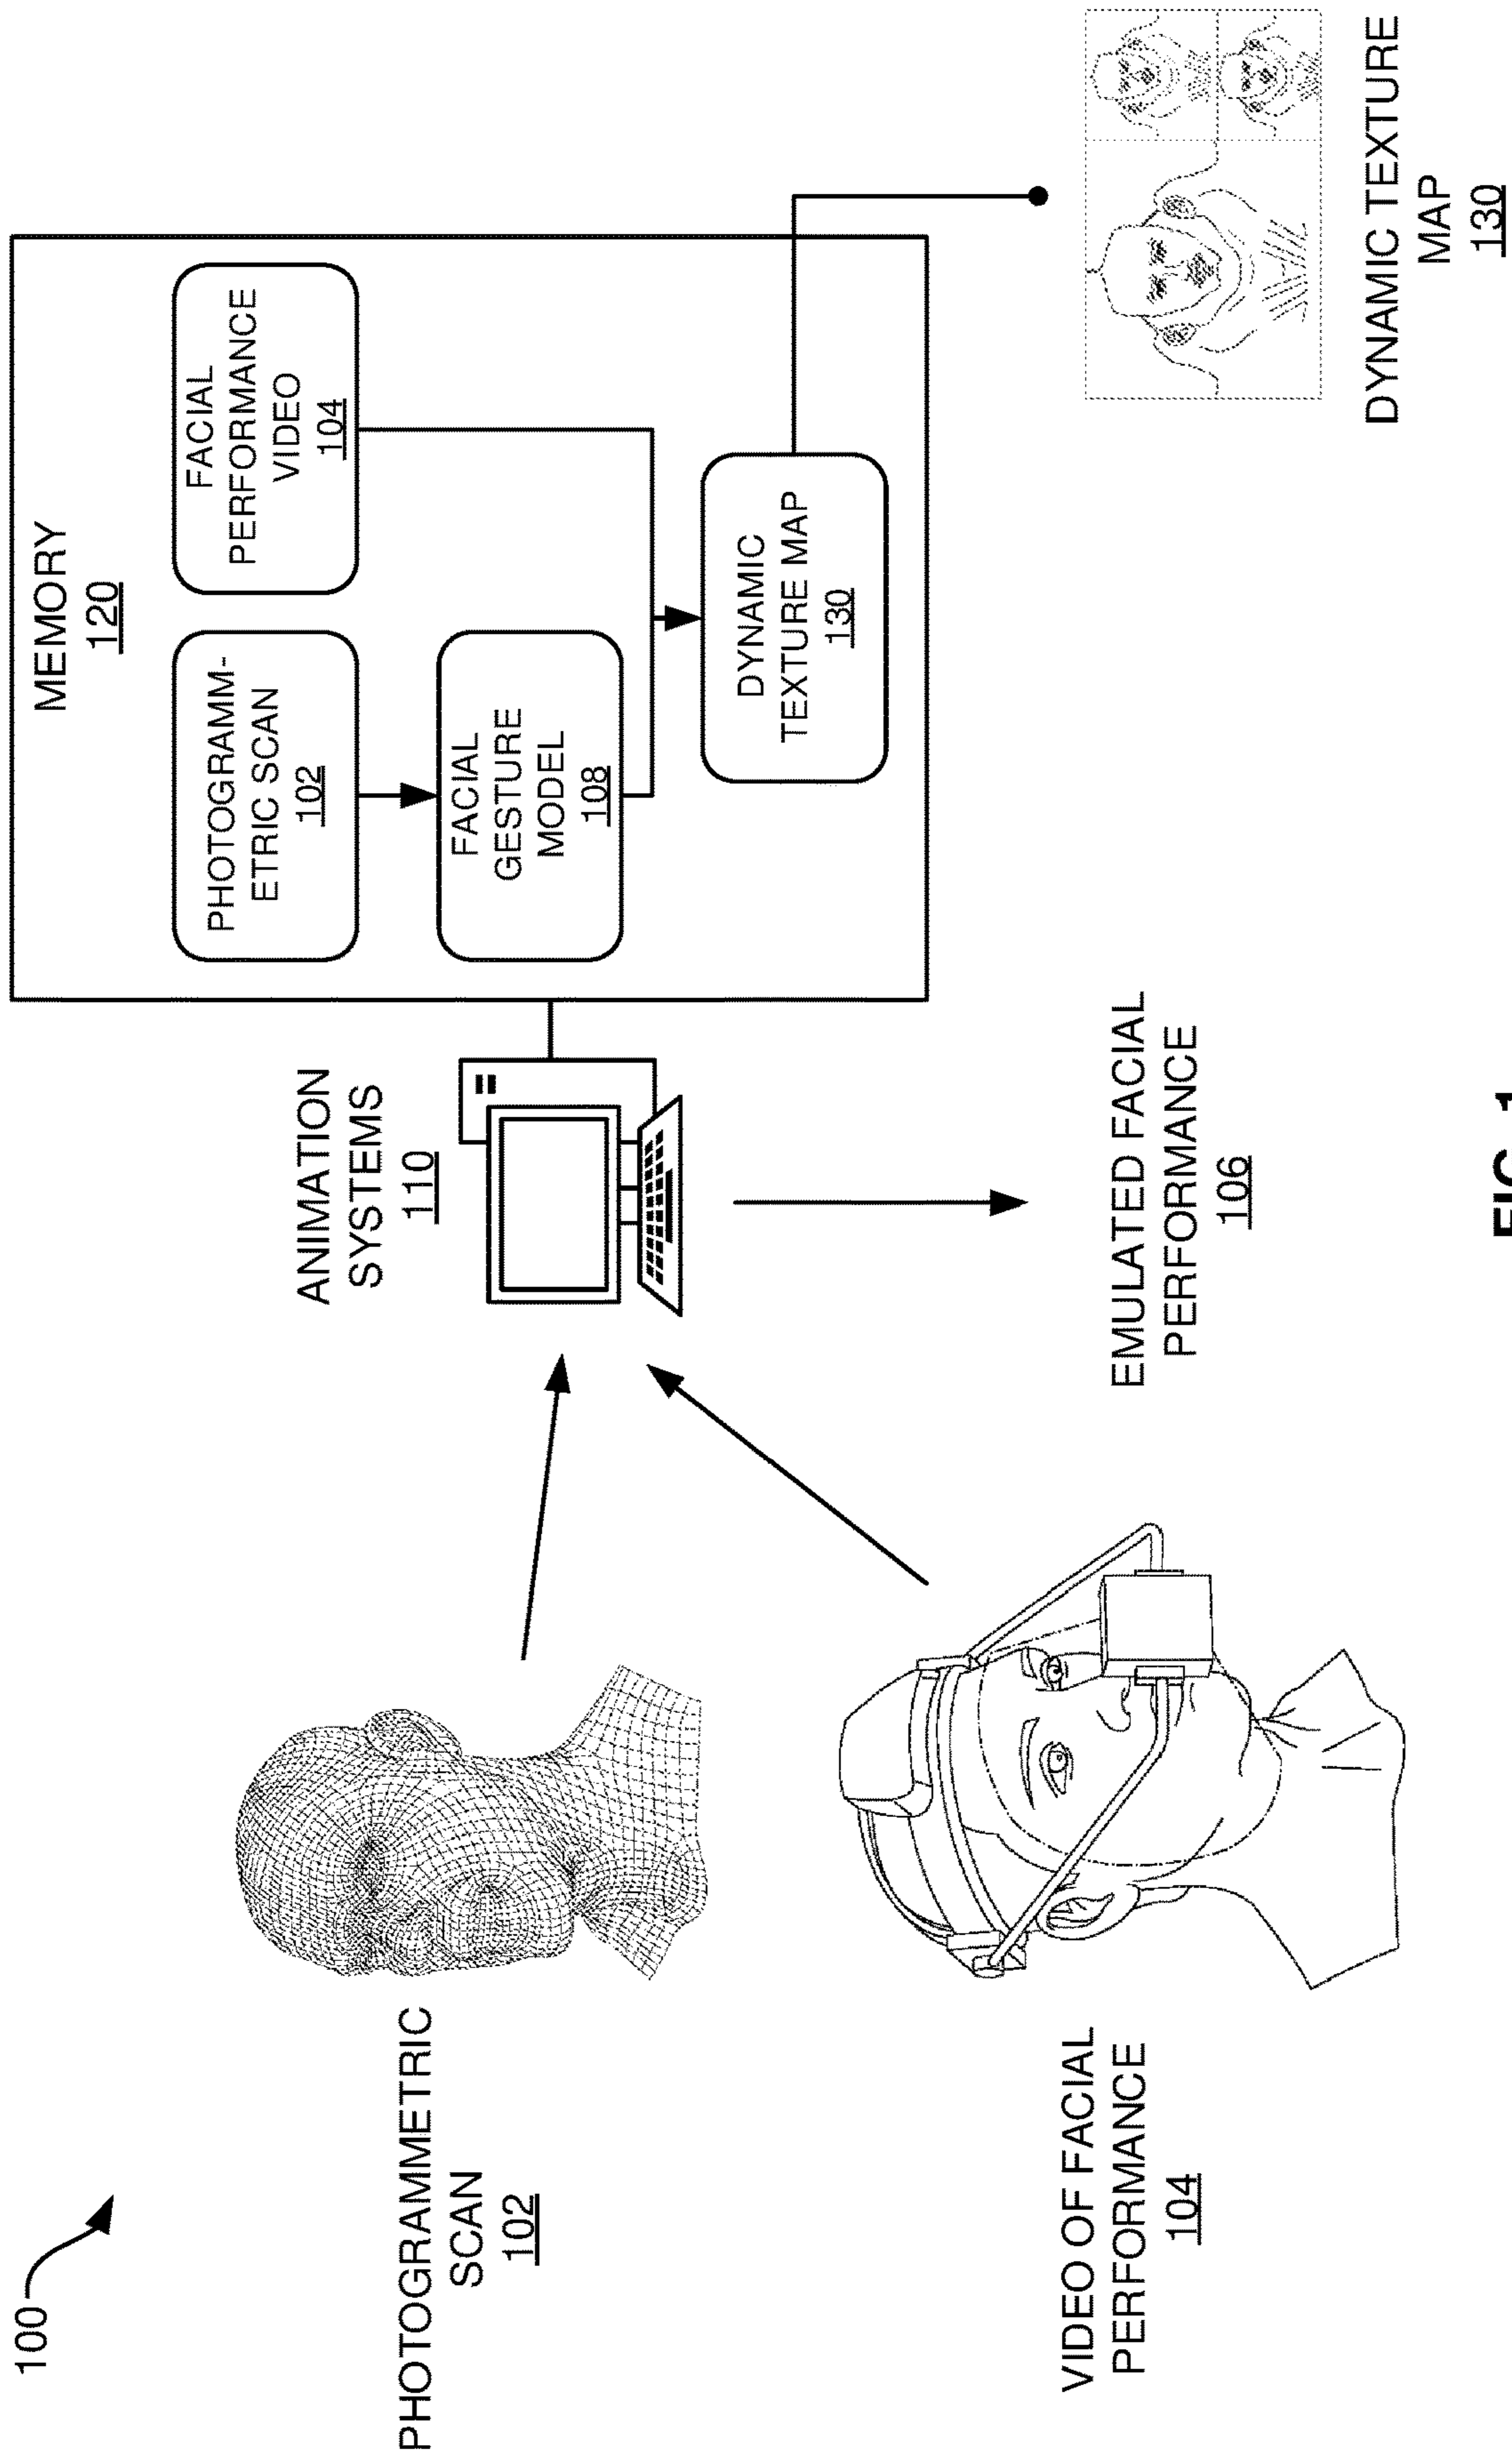 100
PHOTOGRAMMETRIC
SCAN
102
VIDEO OF FACIAL
PERFORMANCE
104
ANIMATION
SYSTEMS
110
EMULATED FACIAL
PERFORMANCE
106
MEMORY
120
PHOTOGRAMM-
ETRIC SCAN
102
FACIAL
PERFORMANCE
VIDEO
104
FACIAL
GESTURE
MODEL
108
DYNAMIC
TEXTURE MAP
130
DYNAMIC TEXTURE
MAP
130
FIG. 1